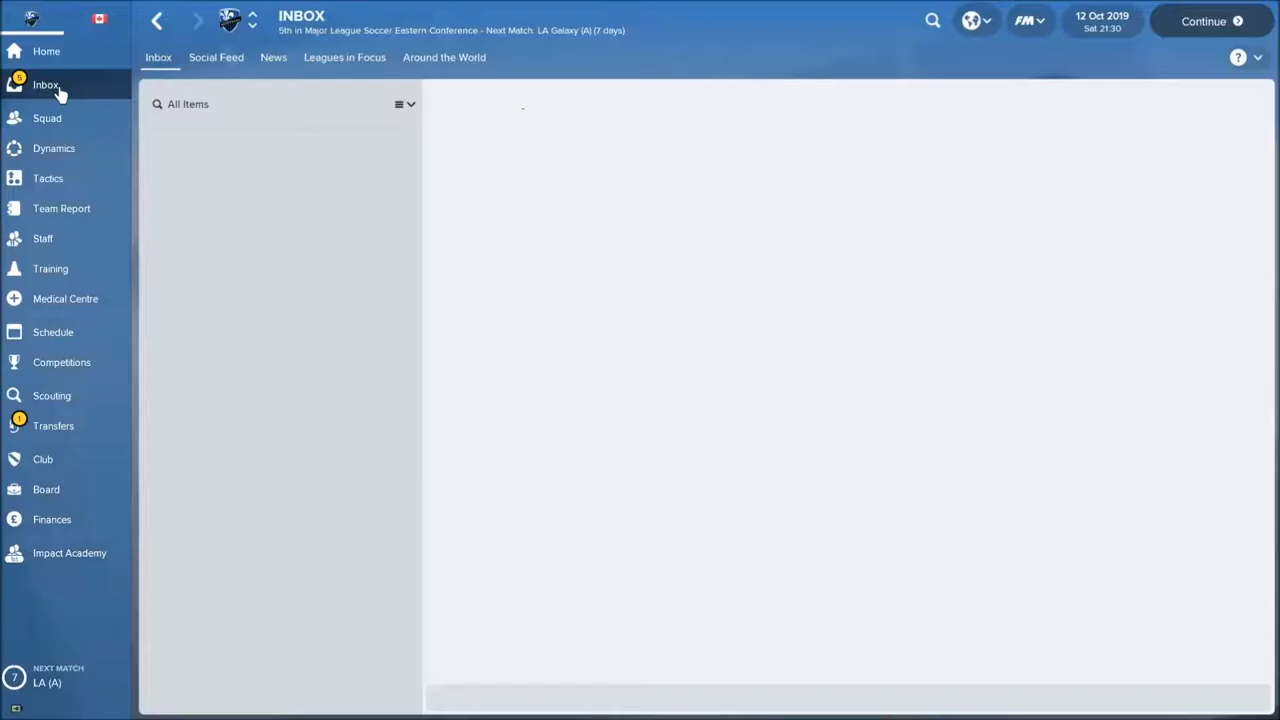 INBOX
5th in Major League Soccer Eastern Conference - Next Match: LA Galaxy (A) (7 days)
FM
12 Oct 2019
Sat 21:30
Continue
Home
Inbox
Social Feed
News
Leagues in Focus
Around the World
?
5
Inbox
All Items
-
Squad
Dynamics
Tactics
Team Report
Staff
Training
Medical Centre
Schedule
Competitions
Scouting
1
Transfers
Club
Board
£
Finances
Impact Academy
7
NEXT MATCH
LA (A)